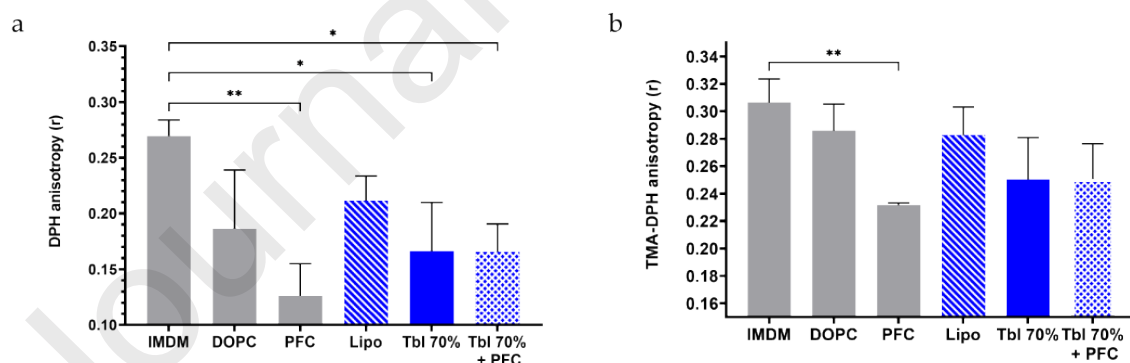 a
**
*
*
0.35
0.30
0.25
0.20
0.15
0.10
DPH anisotropy (r)
IMDM DOPC PFC Lipo Tbl 70% Tbl 70%
+ PFC
b
**
0.34
0.32
0.30
0.28
0.26
0.24
0.22
0.20
0.18
0.16
TMA-DPH anisotropy (r)
IMDM DOPC PFC Lipo Tbl 70% Tbl 70%
+ PFC
Journal